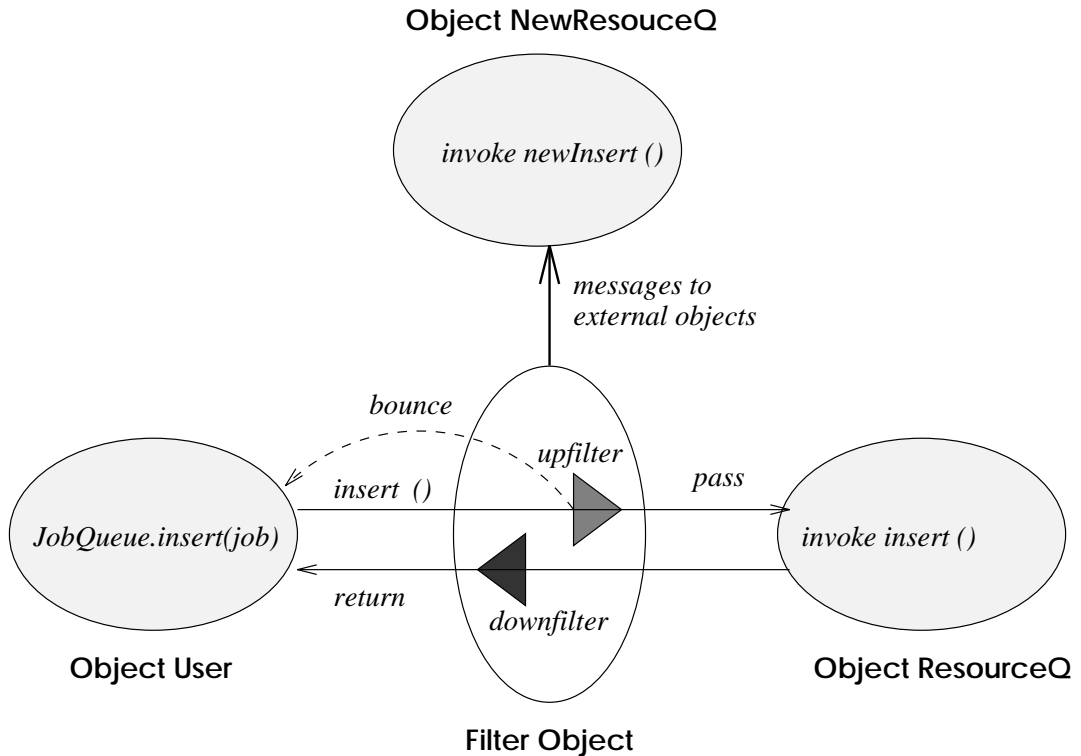 Object NewResouceQ
invoke newInsert ()
messages to
external objects
bounce
upfilter
insert ()
pass
JobQueue.insert(job)
invoke insert ()
return
downfilter
Object User
Object ResourceQ
Filter Object